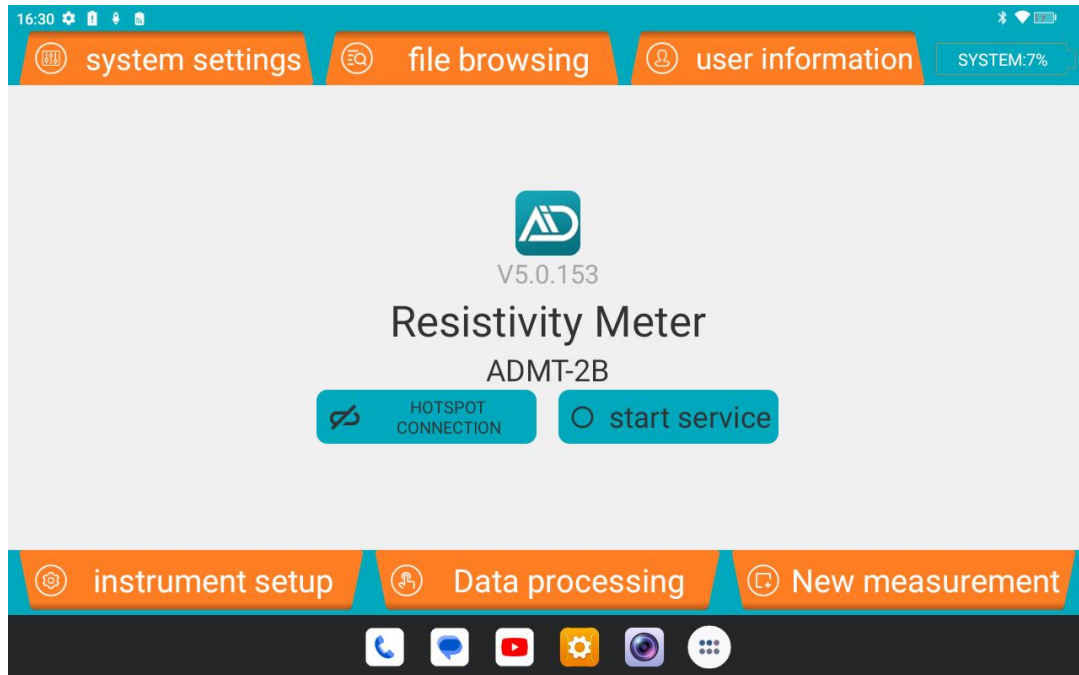 16:30
system settings
file browsing
user information
SYSTEM:7%
V5.0.153
Resistivity Meter
ADMT-2B
HOTSPOT
CONNECTION
start service
instrument setup
Data processing
New measurement